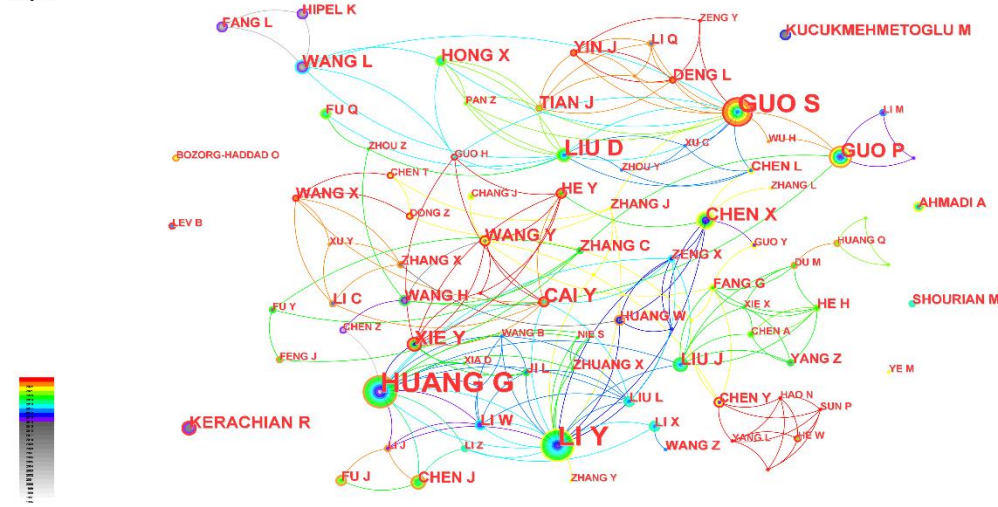 HIPEL K
FANG L
ZENG Y
KUCUKMEHMETOGLU M
LI Q
YIN J
HONG X
WANG L
DENG L
PAN Z
TIAN J
GUO S
FU Q
LI M
WU H
XU C
ZHOU Z
GUO H
LIU D
GUO P
BOZORG-HADDAD O
ZHOU Y
CHEN L
CHEN T
ZHANG L
WANG X
CHANG J
HE Y
ZHANG J
AHMADI A
DONG Z
CHEN X
LEV B
WANG Y
XU Y
ZHANG C
GUO Y
HUANG Q
ZENG X
ZHANG X
DU M
FANG G
LI C
WANG H
CAI Y
XIE X
HE H
SHOURIAN M
FU Y
HUANG W
CHEN Z
WANG B
NIE S
CHEN A
XIE Y
FENG J
XIA D
JI L
ZHUANG X
LIU J
YANG Z
YE M
HUANG G
LIU L
CHEN Y
HAO N
SUN P
KERACHIAN R
LI W
LI X
YANG L
HE W
LI Y
LI J
LI Z
WANG Z
FU J
CHEN J
ZHANG Y